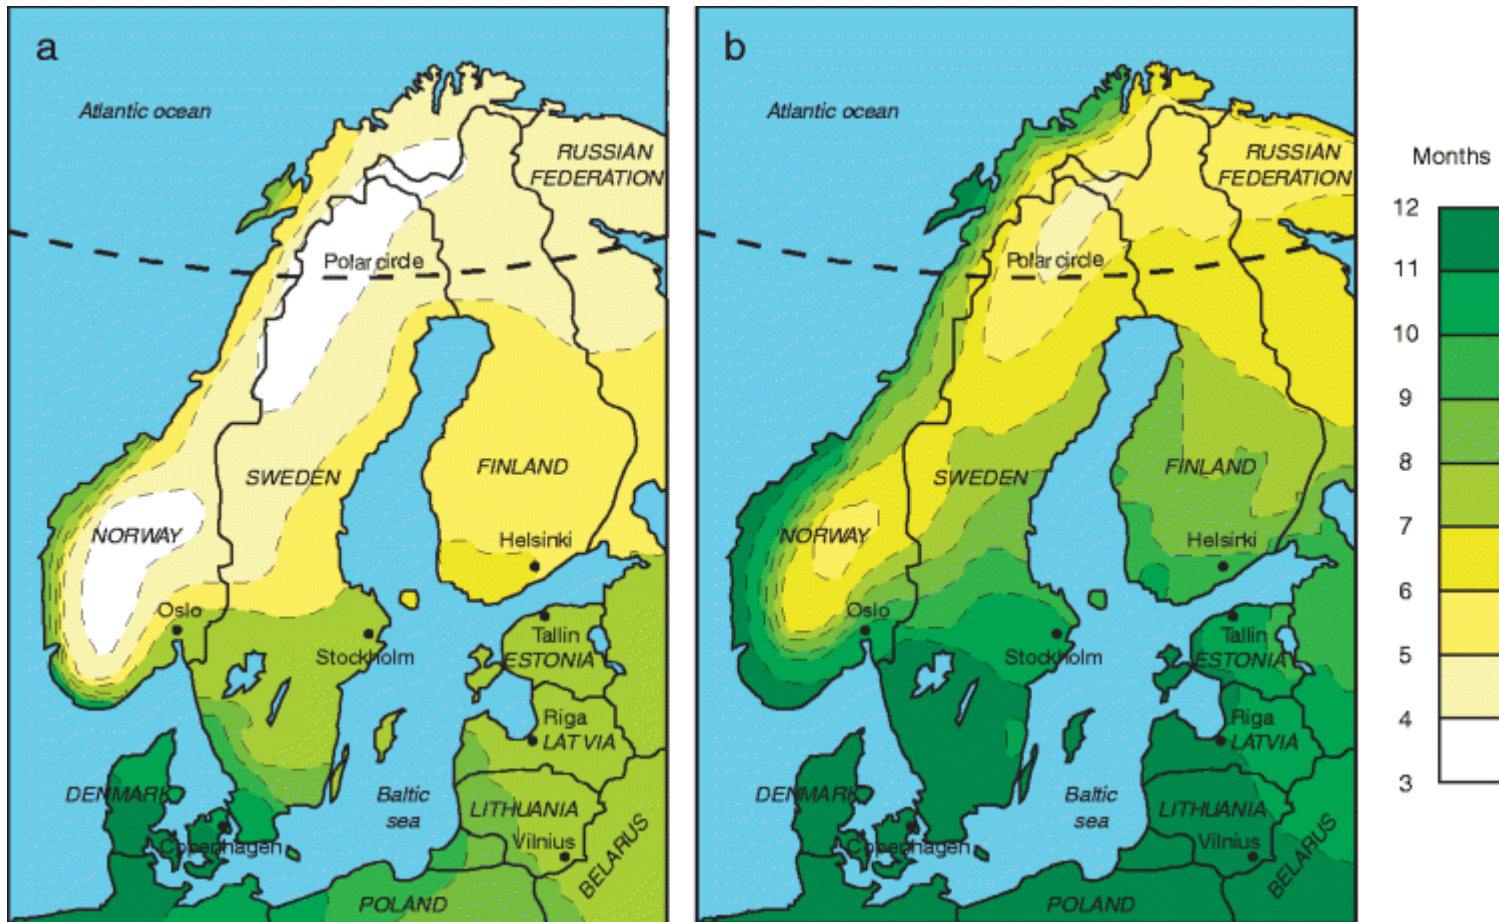 a
Atlantic ocean
RUSSIAN
FEDERATION
Polar circle
SWEDEN
FINLAND
NORWAY
Helsinki
Oslo
Tallin
Stockholm
ESTONIA
Riga
LATVIA
DENMARK
Baltic
sea
LITHUANIA
Vilnius
Copenhagen
BELARUS
POLAND
b
Atlantic ocean
RUSSIAN
FEDERATION
Polar circle
SWEDEN
FINLAND
NORWAY
Helsinki
Oslo
Tallin
Stockholm
ESTONIA
Riga
LATVIA
DENMARK
Baltic
sea
LITHUANIA
Vilnius
Copenhagen
BELARUS
POLAND
Months
12
11
10
9
8
7
6
5
4
3